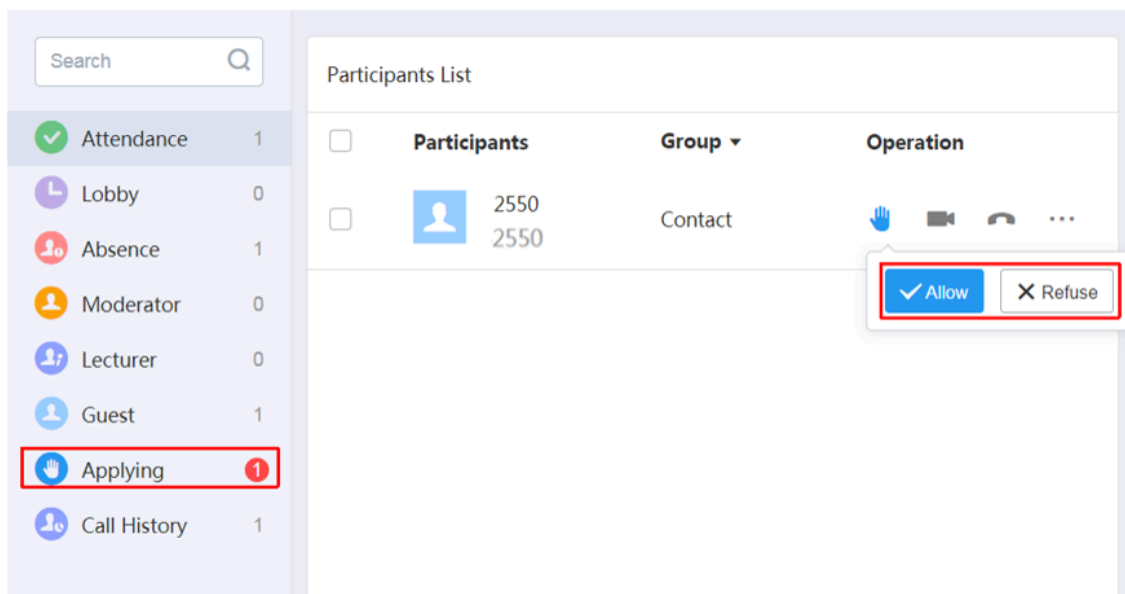 Search
Attendance 1
Lobby 0
Absence 1
Moderator 0
Lecturer 0
Guest 1
Applying 1
Call History 1
Participants List
Participants Group Operation
2550 Contact
2550
Allow Refuse